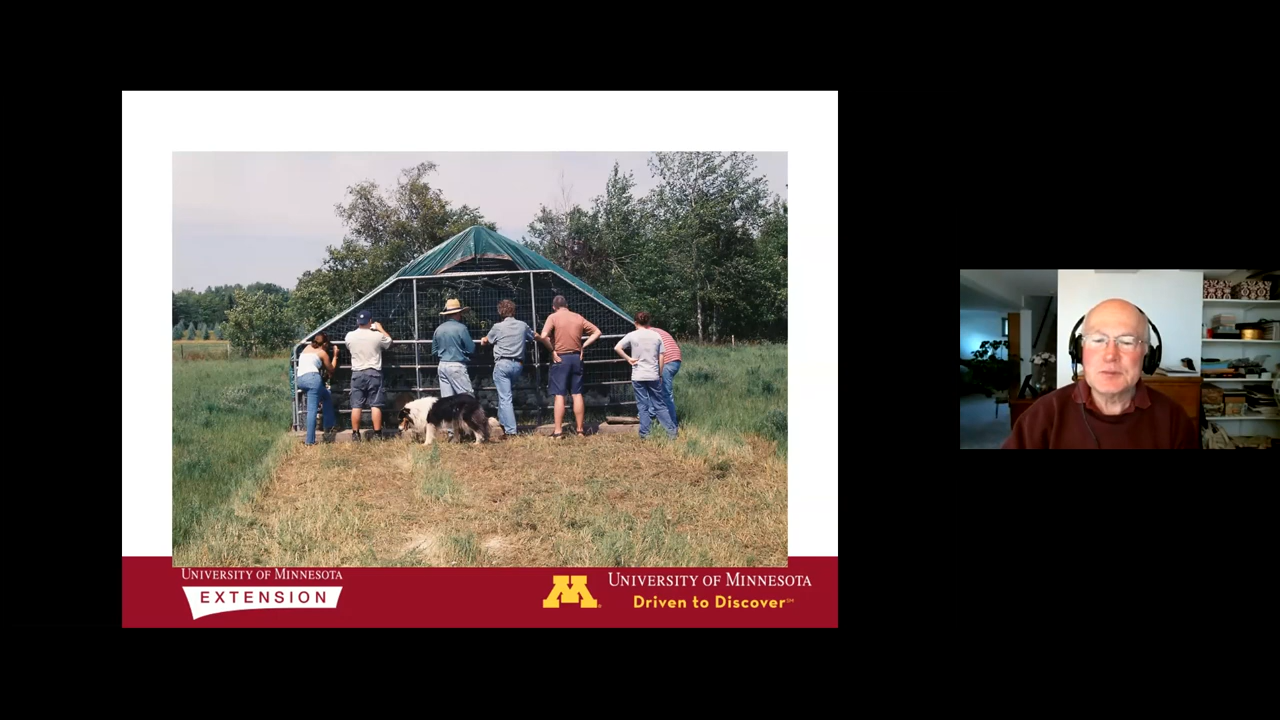 UNIVERSITY OF MINNESOTA
EXTENSION
M
UNIVERSITY OF MINNESOTA
Driven to Discover℠